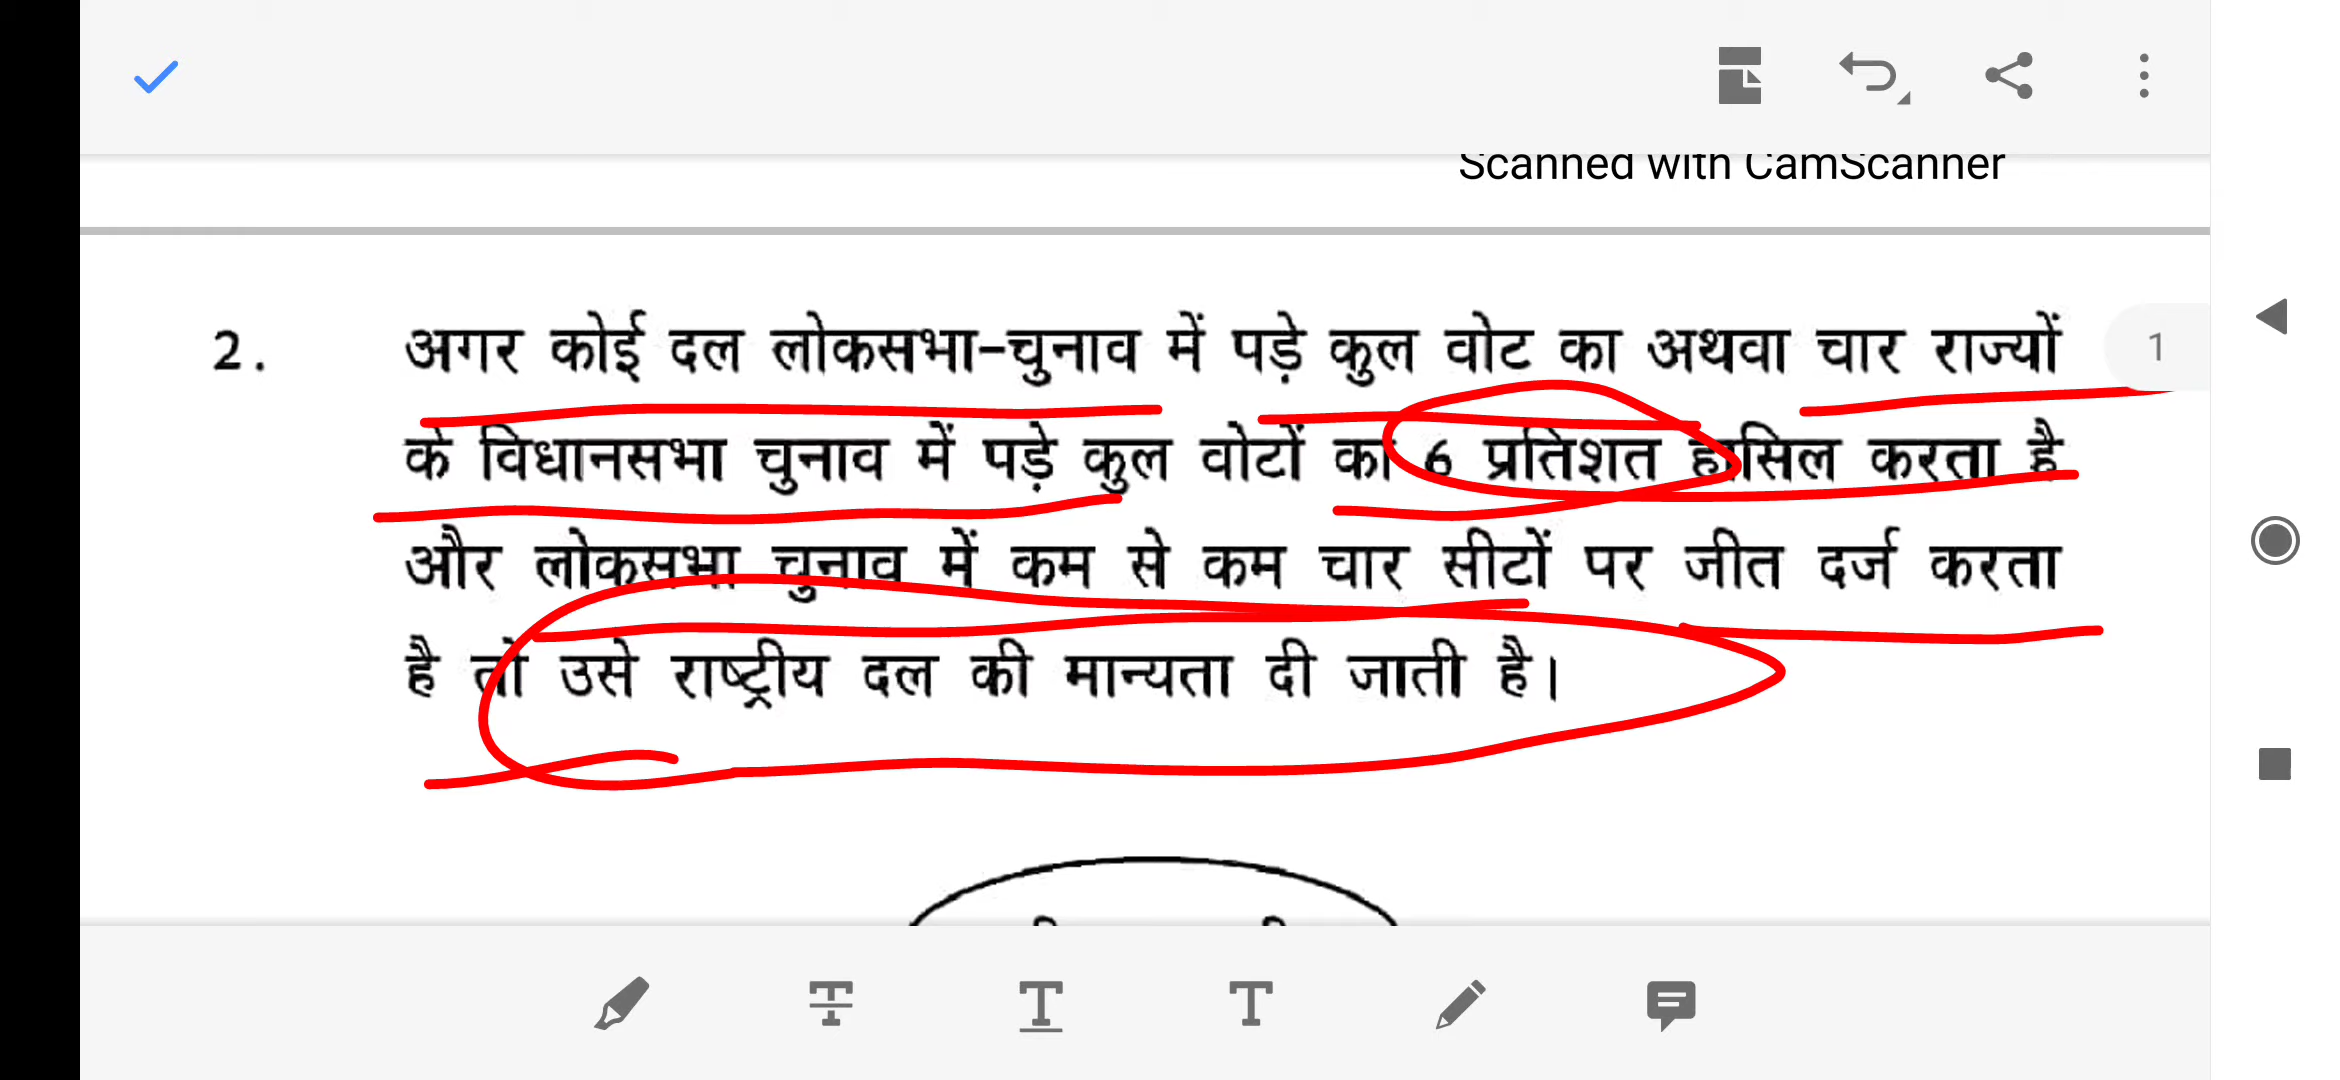 Scanned with CamScanner
2. अगर कोई दल लोकसभा-चुनाव में पड़े कुल वोट का अथवा चार राज्यों
1
के विधानसभा चुनाव में पड़े कुल वोटों का 6 प्रतिशत हासिल करता है
और लोकसभा चुनाव में कम से कम चार सीटों पर जीत दर्ज करता
है तो उसे राष्ट्रीय दल की मान्यता दी जाती है।